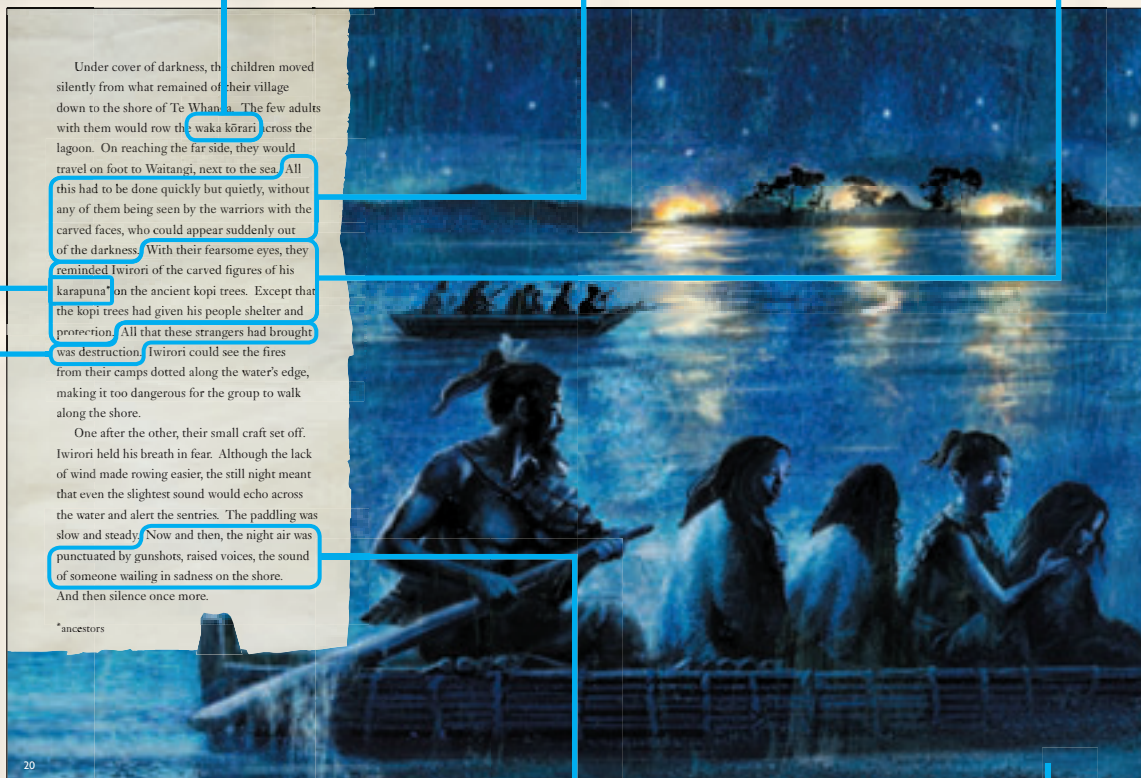 Under cover of darkness, the children moved
silently from what remained of their village
down to the shore of Te Whanga. The few adults
with them would row the waka kōrari across the
lagoon. On reaching the far side, they would
travel on foot to Waitangi, next to the sea. All
this had to be done quickly but quietly, without
any of them being seen by the warriors with the
carved faces, who could appear suddenly out
of the darkness. With their fearsome eyes, they
reminded Iwirori of the carved figures of his
karapuna* on the ancient kopi trees. Except that
the kopi trees had given his people shelter and
protection. All that these strangers had brought
was destruction. Iwirori could see the fires
from their camps dotted along the water's edge,
making it too dangerous for the group to walk
along the shore.
One after the other, their small craft set off.
Iwirori held his breath in fear. Although the lack
of wind made rowing easier, the still night meant
that even the slightest sound would echo across
the water and alert the sentries. The paddling was
slow and steady. Now and then, the night air was
punctuated by gunshots, raised voices, the sound
of someone wailing in sadness on the shore.
And then silence once more.
*ancestors
20